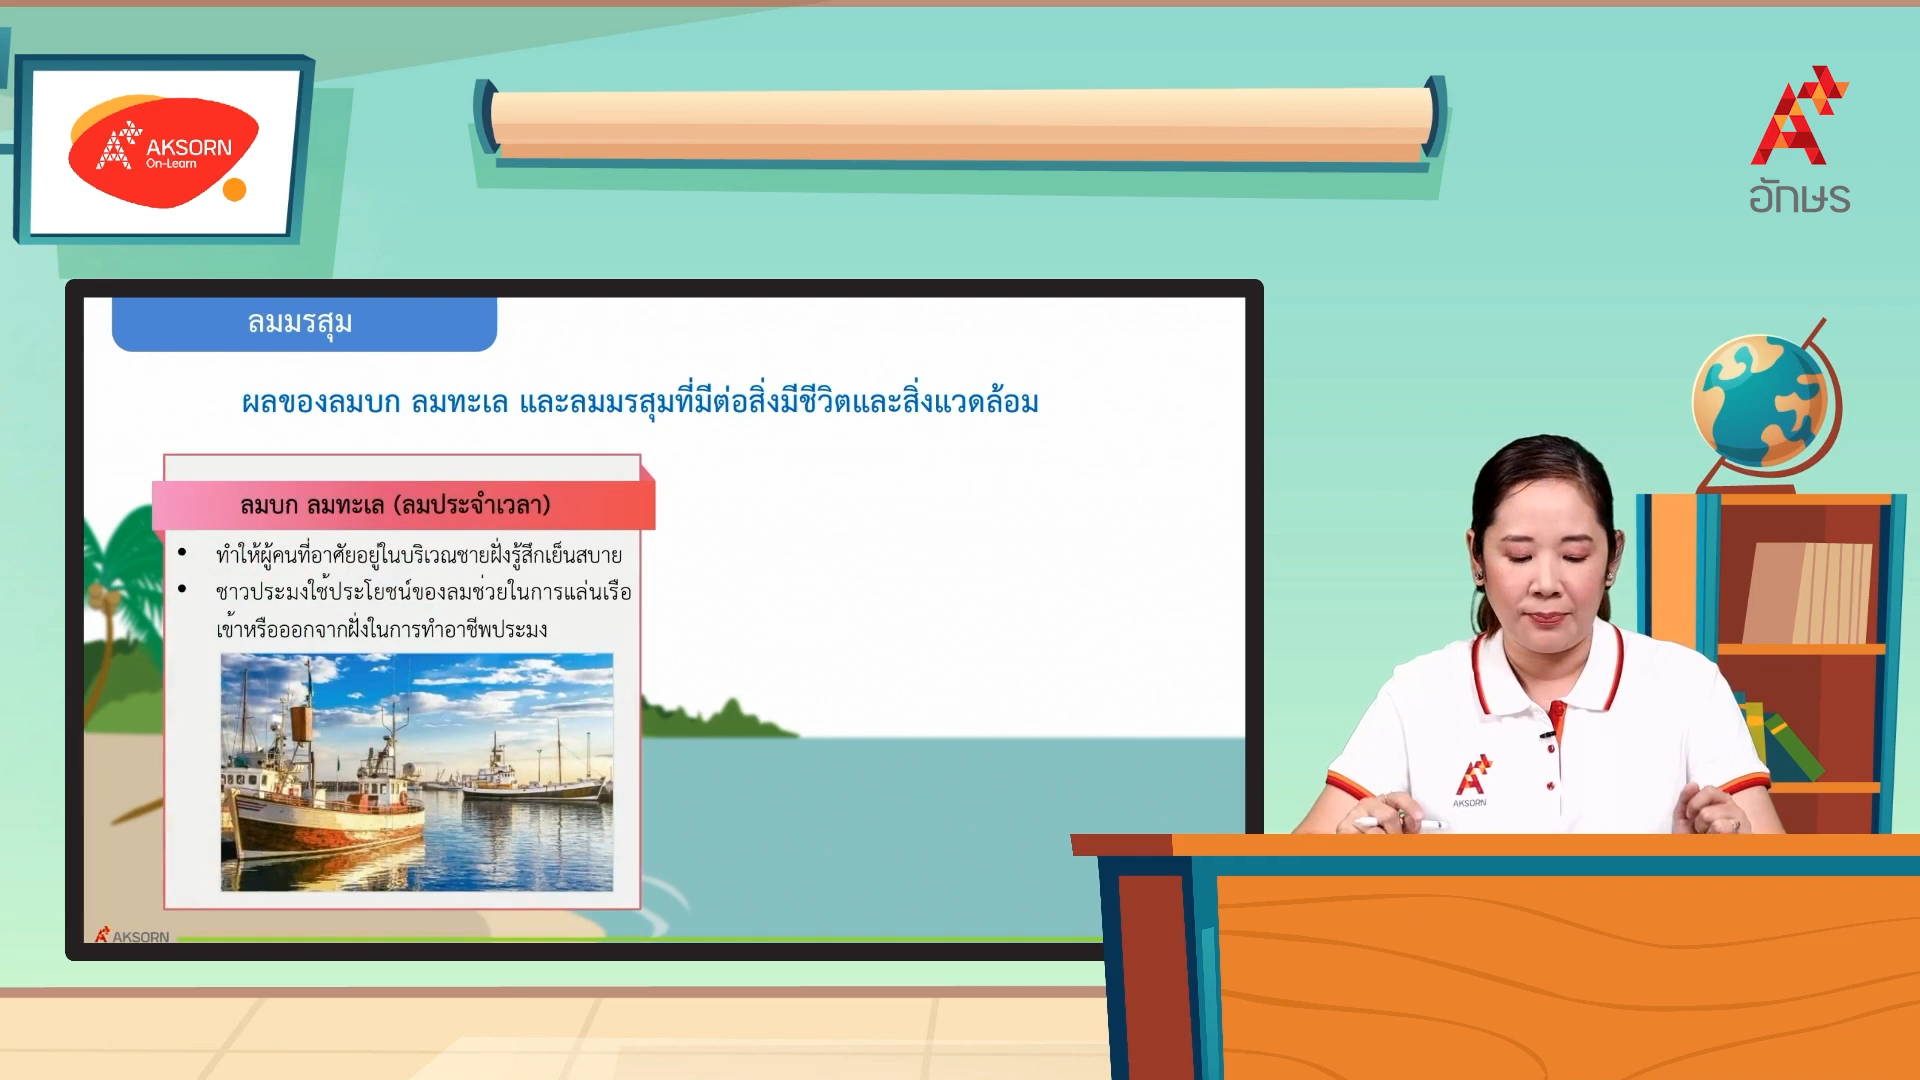 AKSORN
On-Learn
อักษร
ลมมรสุม
ผลของลมบก ลมทะเล และลมมรสุมที่มีต่อสิ่งมีชีวิตและสิ่งแวดล้อม
ลมบก ลมทะเล (ลมประจำเวลา)
• ทำให้ผู้คนที่อาศัยอยู่ในบริเวณชายฝั่งรู้สึกเย็นสบาย
• ชาวประมงใช้ประโยชน์ของลมช่วยในการแล่นเรือ
เข้าหรือออกจากฝั่งในการทำอาชีพประมง
AKSORN
AKSORN